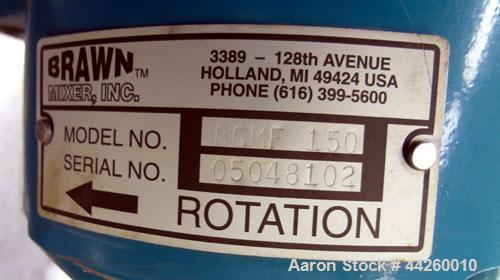 BRAWN™
MIXER, INC.
3389 – 128th AVENUE
HOLLAND, MI 49424 USA
PHONE (616) 399-5600
MODEL NO. BGMF 150
SERIAL NO. 05048102
ROTATION
Aaron Stock # 44260010